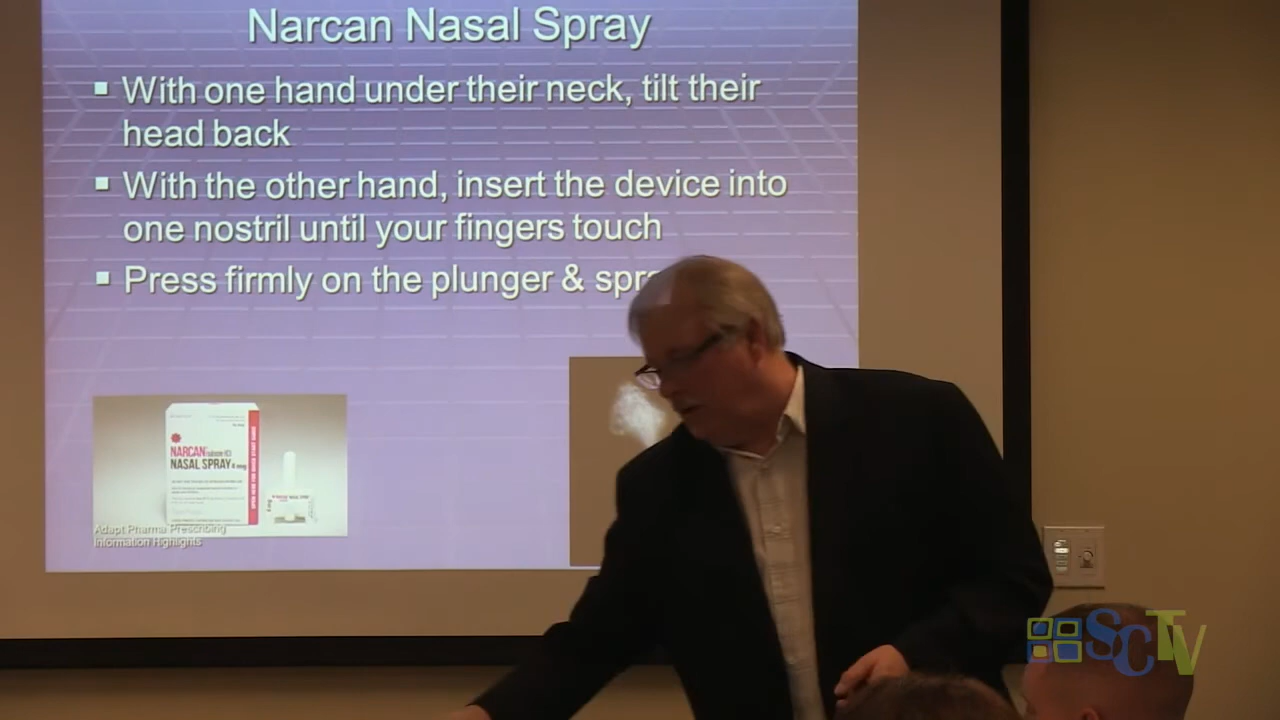 Narcan Nasal Spray
With one hand under their neck, tilt their
head back
With the other hand, insert the device into
one nostril until your fingers touch
Press firmly on the plunger &
NARCAN
NASAL SPRAY 4 mg
Adapt Pharma Prescribing
Information Highlights
SCTV